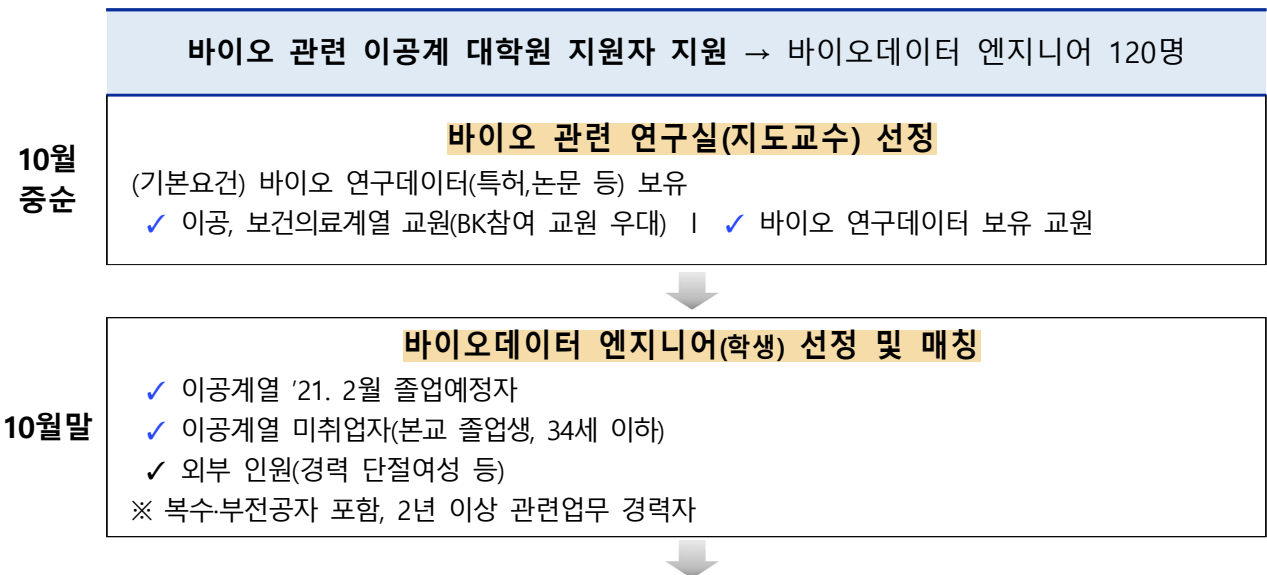 바이오 관련 이공계 대학원 지원자 지원 → 바이오데이터 엔지니어 120명
10월
중순
바이오 관련 연구실(지도교수) 선정
(기본요건) 바이오 연구데이터(특허,논문 등) 보유
✓ 이공, 보건의료계열 교원(BK참여 교원 우대) ㅣ ✓ 바이오 연구데이터 보유 교원
10월말
바이오데이터 엔지니어(학생) 선정 및 매칭
✓ 이공계열 ’21. 2월 졸업예정자
✓ 이공계열 미취업자(본교 졸업생, 34세 이하)
✓ 외부 인원(경력 단절여성 등)
※ 복수·부전공자 포함, 2년 이상 관련업무 경력자